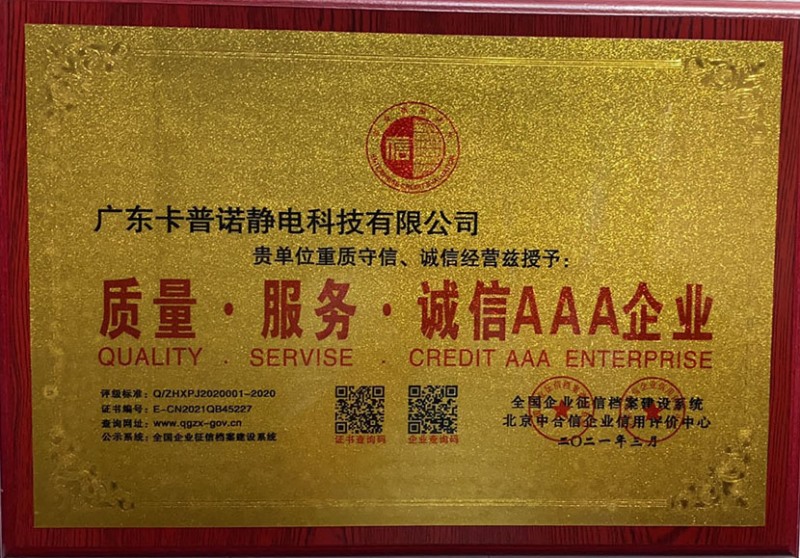 信
广东卡普诺静电科技有限公司
贵单位重质守信、诚信经营兹授予：
质量·服务·诚信AAA企业
QUALITY . SERVISE . CREDIT AAA ENTERPRISE
评级标准：Q/ZHXPJ2020001-2020
证书编号：E-CN2021QB45227
查询网址：www.qgzx-gov.cn
公示系统：全国企业征信档案建设系统
证书查询码
企业查询码
全国企业征信档案建设系统
北京中合信企业信用评价中心
二〇二一年三月